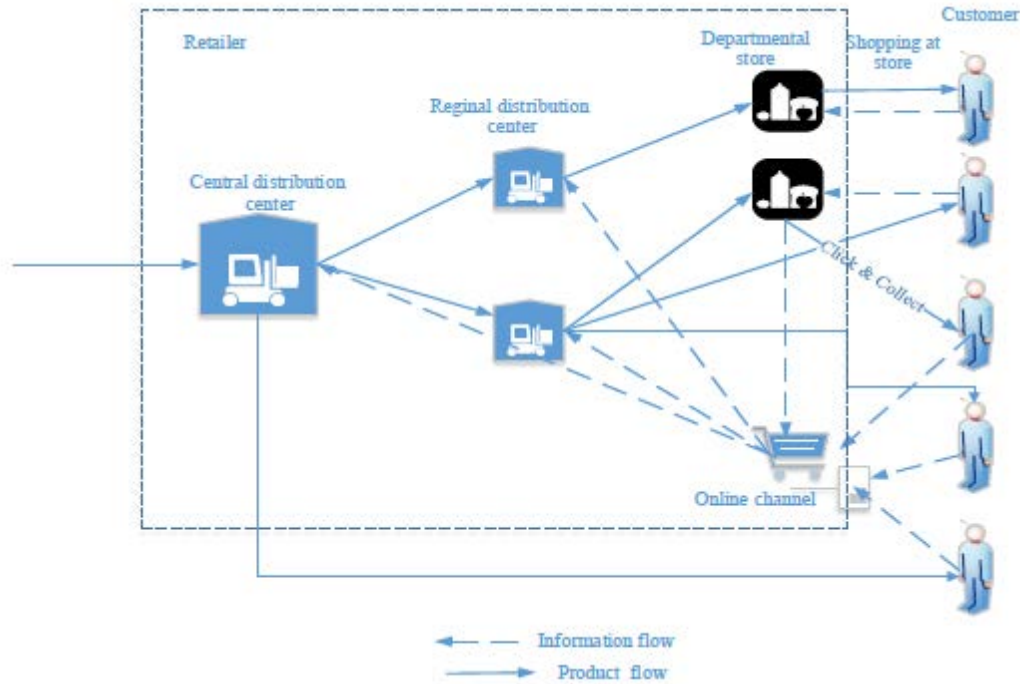 Customer
Retailer
Departmental
store
Shopping at
store
Reginal distribution
center
Central distribution
center
Click & Collect
Online channel
Information flow
Product flow